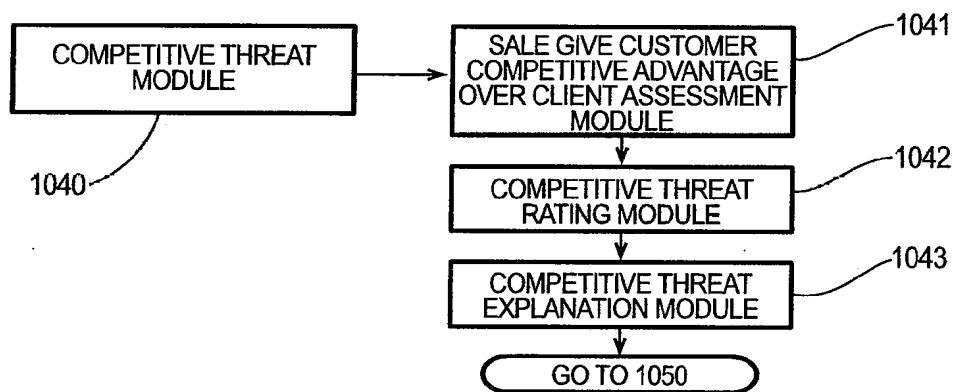 COMPETITIVE THREAT
MODULE
1040
SALE GIVE CUSTOMER
COMPETITIVE ADVANTAGE
OVER CLIENT ASSESSMENT
MODULE
1041
COMPETITIVE THREAT
RATING MODULE
1042
COMPETITIVE THREAT
EXPLANATION MODULE
1043
GO TO 1050